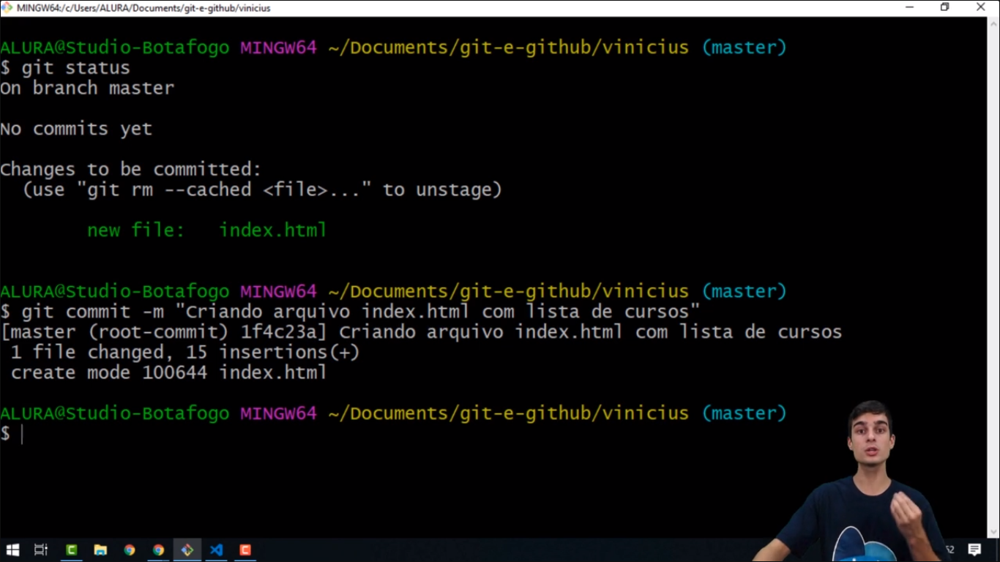 MINGW64:/c/Users/ALURA/Documents/git-e-github/vinicius
ALURA@Studio-Botafogo MINGW64 ~/Documents/git-e-github/vinicius (master)
$ git status
On branch master
No commits yet
Changes to be committed:
(use "git rm --cached <file>..." to unstage)
new file: index.html
ALURA@Studio-Botafogo MINGW64 ~/Documents/git-e-github/vinicius (master)
$ git commit -m "Criando arquivo index.html com lista de cursos"
[master (root-commit) 1f4c23a] Criando arquivo index.html com lista de cursos
1 file changed, 15 insertions(+)
create mode 100644 index.html
ALURA@Studio-Botafogo MINGW64 ~/Documents/git-e-github/vinicius (master)
$